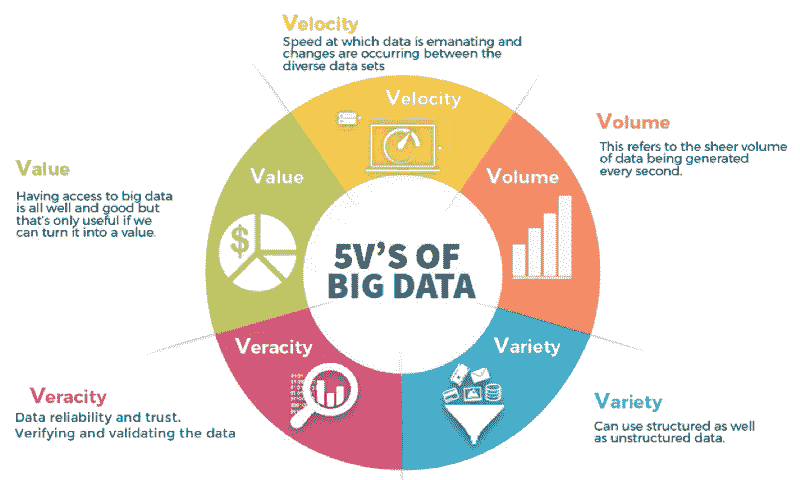 Velocity
Speed at which data is emanating and
changes are occurring between the
diverse data sets
Velocity
Volume
This refers to the sheer volume
of data being generated
every second.
Volume
Value
Having access to big data
is all well and good but
that's only useful if we
can turn it into a value.
Value
$
5V'S OF
BIG DATA
Veracity
Veracity
Data reliability and trust.
Verifying and validating the data
Variety
Variety
Can use structured as well
as unstructured data.